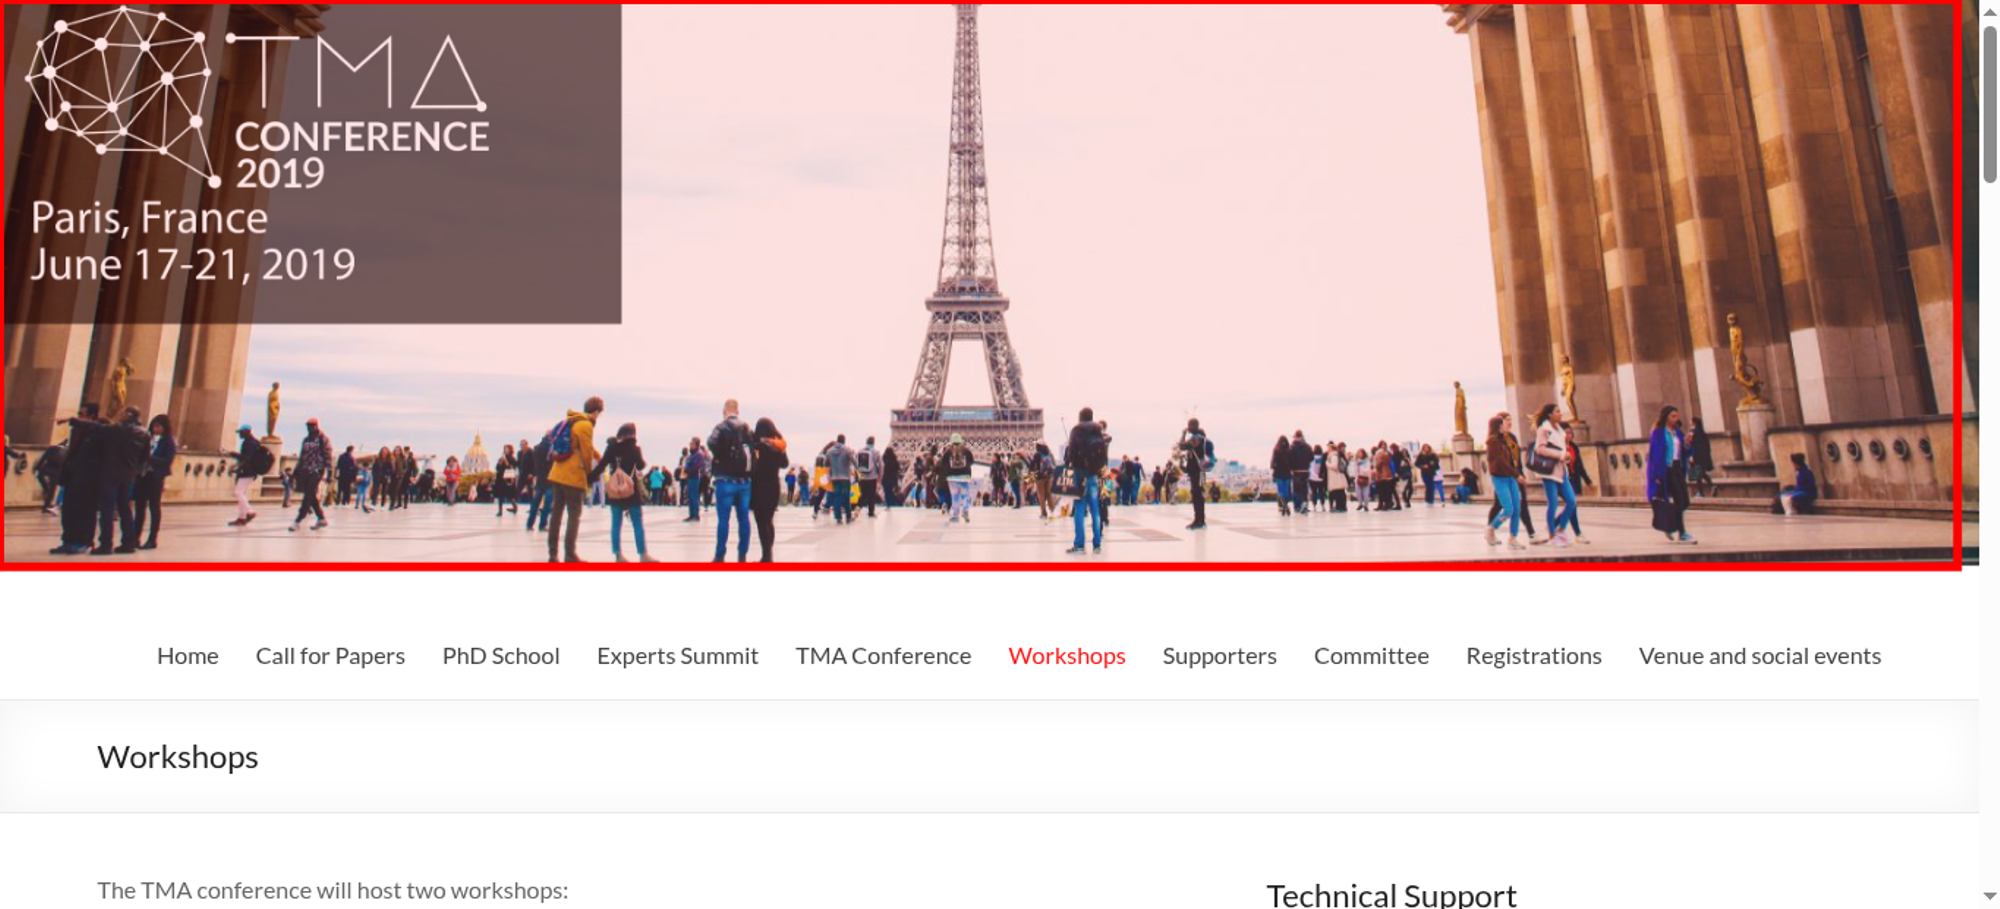 TMA
CONFERENCE
2019
Paris, France
June 17-21, 2019
Home Call for Papers PhD School Experts Summit TMA Conference Workshops Supporters Committee Registrations Venue and social events
Workshops
The TMA conference will host two workshops:
Technical Support